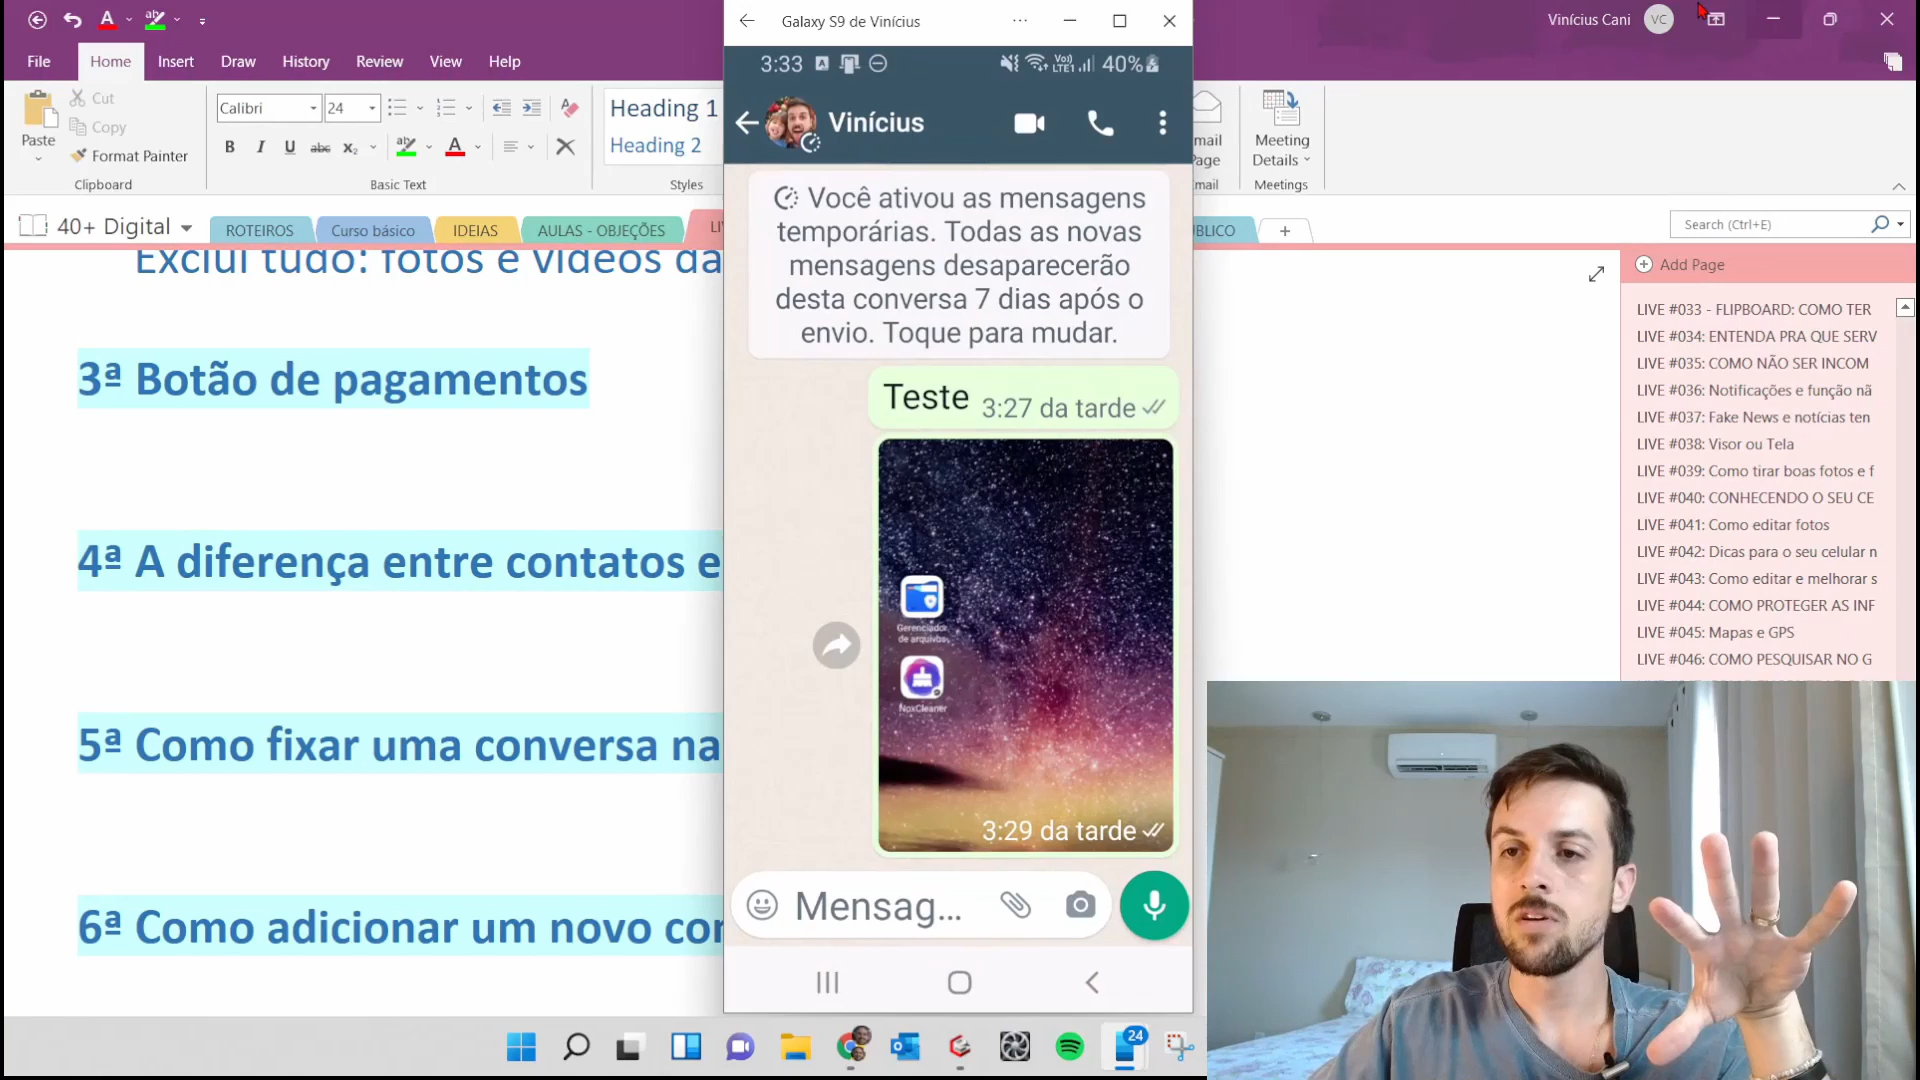 Vinícius Cani
VC
File
Home
Insert
Draw
History
Review
View
Help
Paste
Cut
Copy
Format Painter
Clipboard
Calibri
24
Basic Text
Heading 1
Heading 2
Styles
Page
Meeting
Details
Meetings
40+ Digital
ROTEIROS
Curso básico
IDEIAS
AULAS - OBJEÇÕES
Search (Ctrl+E)
Exclui tudo: fotos e vídeos da
3ª Botão de pagamentos
4ª A diferença entre contatos e
5ª Como fixar uma conversa na
6ª Como adicionar um novo
Galaxy S9 de Vinícius
3:33
40%
Vinícius
Você ativou as mensagens
temporárias. Todas as novas
mensagens desaparecerão
desta conversa 7 dias após o
envio. Toque para mudar.
Teste 3:27 da tarde
Gerenciador
de arquivos
NoxCleaner
3:29 da tarde
Mensag...
Add Page
LIVE #033 - FLIPBOARD: COMO TER
LIVE #034: ENTENDA PRA QUE SERV
LIVE #035: COMO NÃO SER INCOM
LIVE #036: Notificações e função nã
LIVE #037: Fake News e notícias ten
LIVE #038: Visor ou Tela
LIVE #039: Como tirar boas fotos e f
LIVE #040: CONHECENDO O SEU CE
LIVE #041: Como editar fotos
LIVE #042: Dicas para o seu celular n
LIVE #043: Como editar e melhorar s
LIVE #044: COMO PROTEGER AS INF
LIVE #045: Mapas e GPS
LIVE #046: COMO PESQUISAR NO G
24